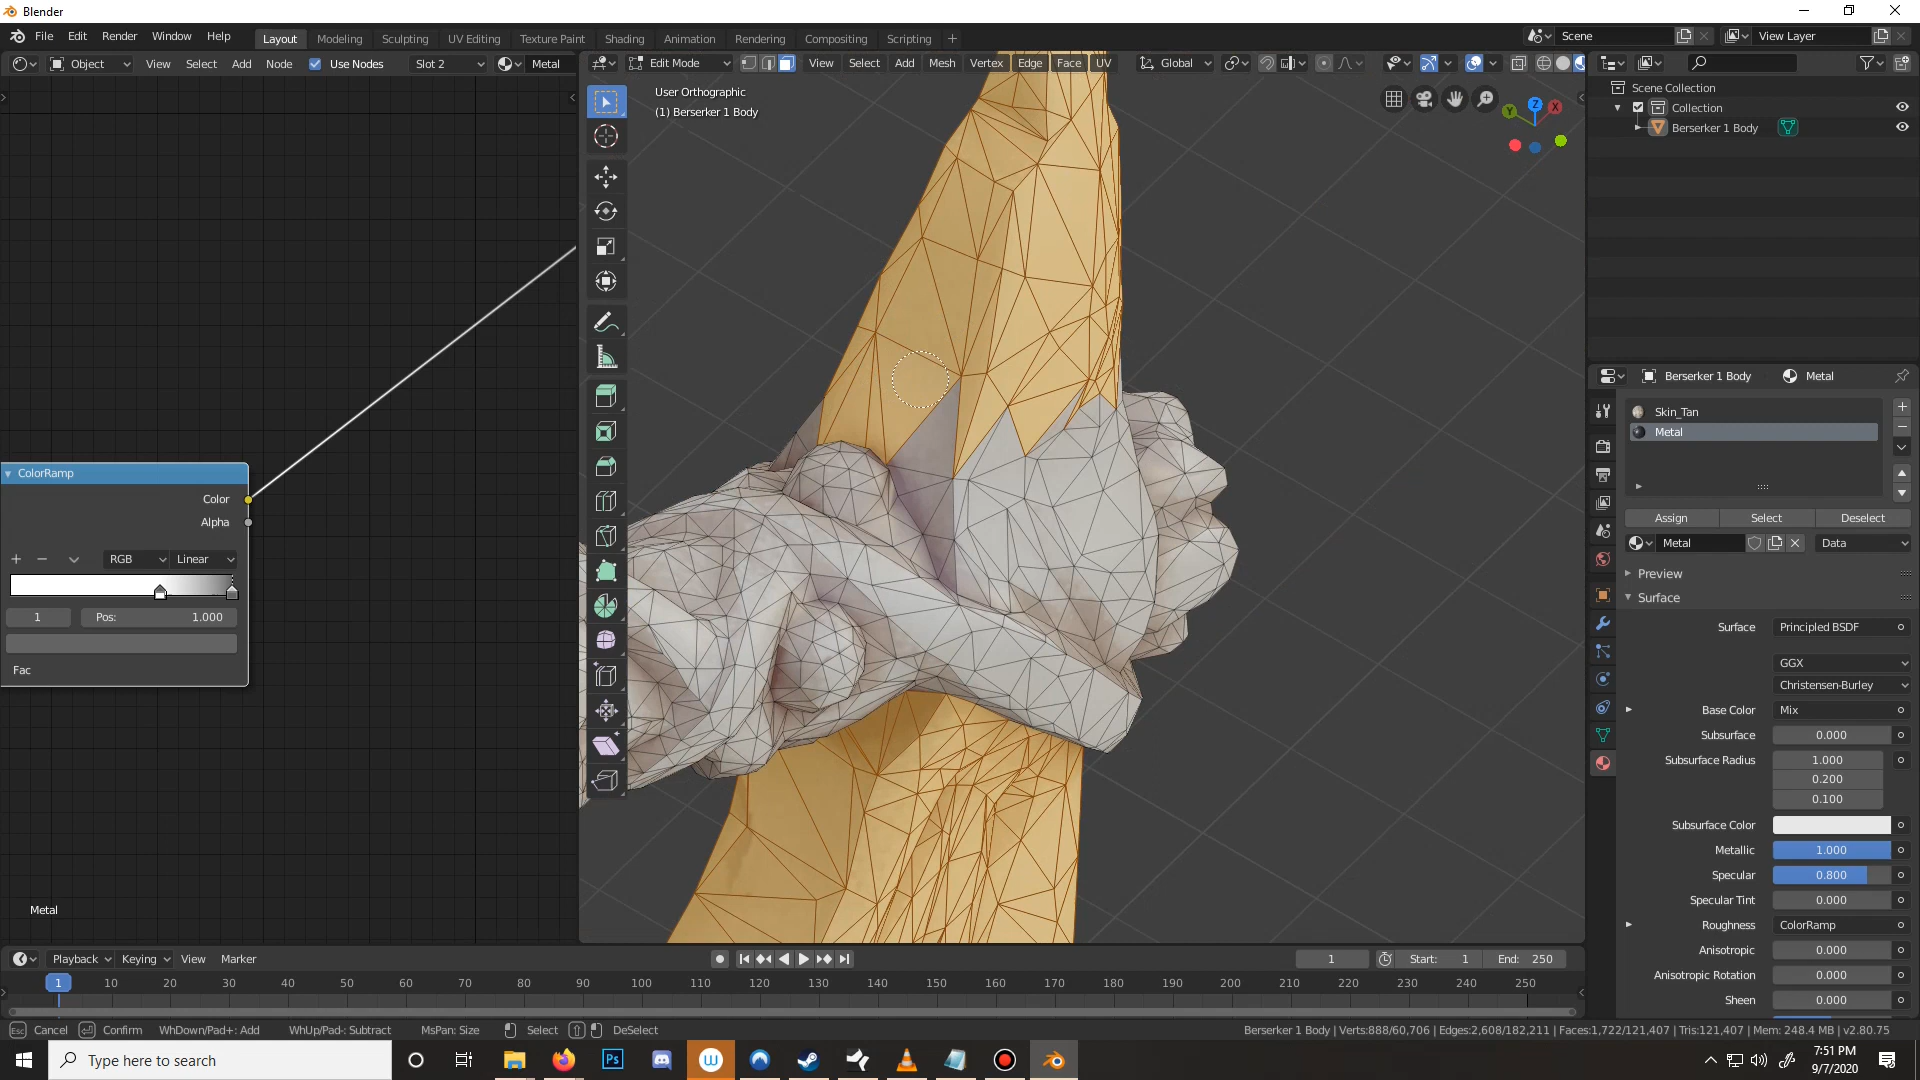 Blender
File Edit Render Window Help
Layout Modeling Sculpting UV Editing Texture Paint Shading Animation Rendering Compositing Scripting +
Scene
View Layer
Object View Select Add Node Use Nodes Slot 2 Metal
Edit Mode View Select Add Mesh Vertex Edge Face UV Global
User Orthographic
(1) Berserker 1 Body
Z
Y
X
Scene Collection
Collection
Berserker 1 Body
Berserker 1 Body Metal
Skin_Tan
Metal
Assign Select Deselect
Metal Data
Preview
Surface
Surface Principled BSDF
GGX
Christensen-Burley
Base Color Mix
Subsurface 0.000
Subsurface Radius 1.000
0.200
0.100
Subsurface Color
Metallic 1.000
Specular 0.800
Specular Tint 0.000
Roughness ColorRamp
Anisotropic 0.000
Anisotropic Rotation 0.000
Sheen 0.000
ColorRamp
Color
Alpha
RGB Linear
1 Pos: 1.000
Fac
Metal
Playback Keying View Marker
1 Start: 1 End: 250
1 10 20 30 40 50 60 70 80 90 100 110 120 130 140 150 160 170 180 190 200 210 220 230 240 250
Esc Cancel Confirm WhDown/Pad+: Add WhUp/Pad-: Subtract MsPan: Size Select DeSelect
Berserker 1 Body | Verts:888/60,706 | Edges:2,608/182,211 | Faces:1,722/121,407 | Tris:121,407 | Mem: 248.4 MB | v2.80.75
Type here to search
Ps
W
7:51 PM
9/7/2020